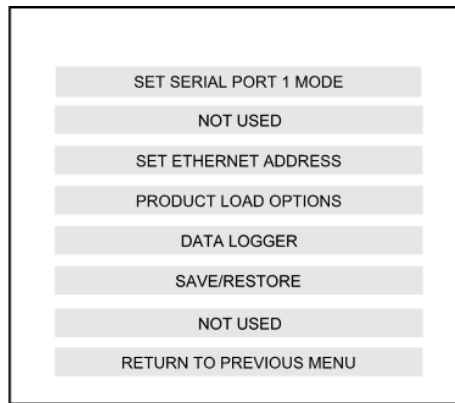 SET SERIAL PORT 1 MODE
NOT USED
SET ETHERNET ADDRESS
PRODUCT LOAD OPTIONS
DATA LOGGER
SAVE/RESTORE
NOT USED
RETURN TO PREVIOUS MENU